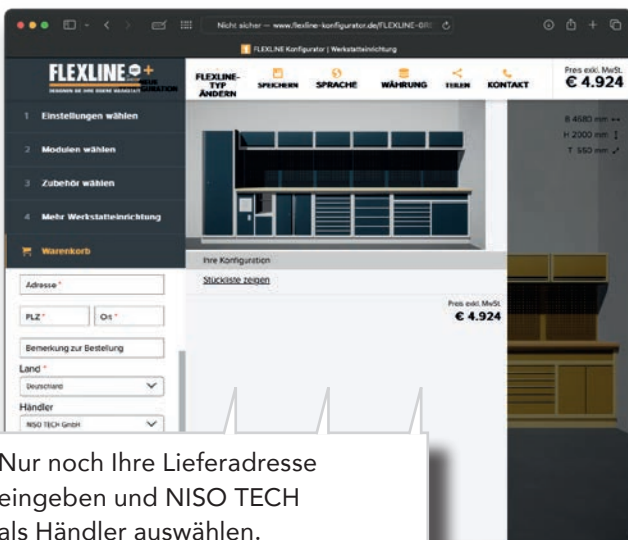 Nicht sicher — www.flexline-konfigurator.de/FLEXLINE-GRE
FLEXLINE Konfigurator | Werkstatteinrichtung
FLEXLINE
FLEXLINE-
TYP
ÄNDERN
SPEICHERN
SPRACHE
WÄHRUNG
TEILEN
KONTAKT
Preis exkl. MwSt.
€ 4.924
1 Einstellungen wählen
2 Modulen wählen
3 Zubehör wählen
4 Mehr Werkstatteinrichtung
Warenkorb
B 4580 mm
H 2000 mm
T 550 mm
Ihre Konfiguration
Stückliste zeigen
Preis exkl. MwSt.
€ 4.924
Adresse *
PLZ *
Ort *
Bemerkung zur Bestellung
Land *
Deutschland
Händler
NISO TECH GmbH
Nur noch Ihre Lieferadresse
eingeben und NISO TECH
als Händler auswählen.